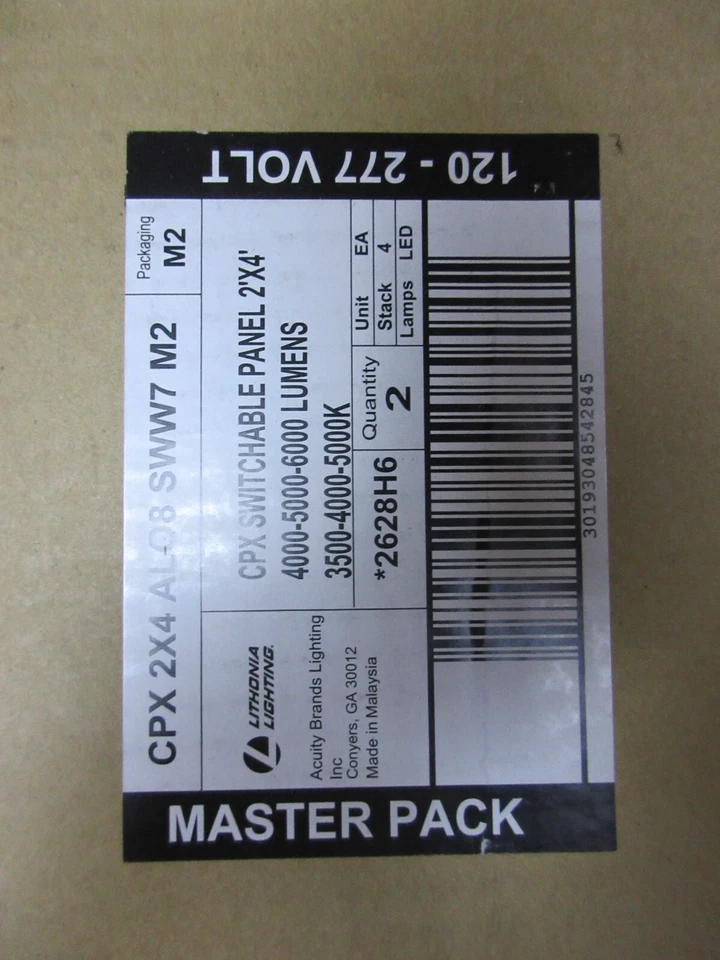 120 - 277 VOLT
CPX 2X4 AL08 SWW7 M2
Packaging
M2
CPX SWITCHABLE PANEL 2'X4'
4000-5000-6000 LUMENS
3500-4000-5000K
Unit EA
Stack 4
Lamps LED
*2628H6
Quantity
2
LITHONIA
LIGHTING.
Acuity Brands Lighting
Inc
Conyers, GA 30012
Made in Malaysia
30193048542845
MASTER PACK